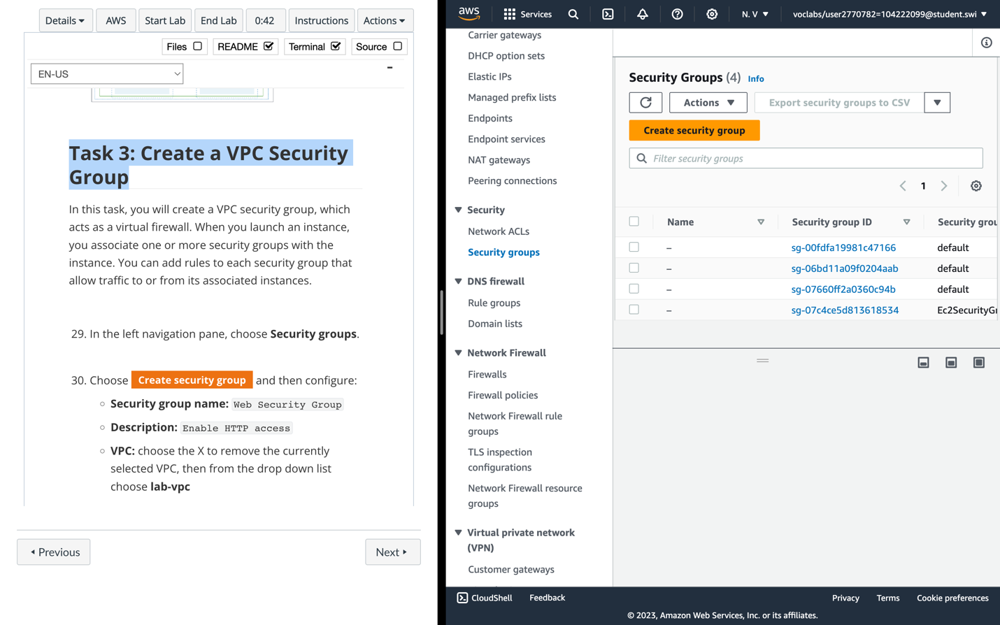 Details
AWS
Start Lab
End Lab
0:42
Instructions
Actions
Files
README
Terminal
Source
EN-US
Task 3: Create a VPC Security
Group
In this task, you will create a VPC security group, which
acts as a virtual firewall. When you launch an instance,
you associate one or more security groups with the
instance. You can add rules to each security group that
allow traffic to or from its associated instances.
29. In the left navigation pane, choose Security groups.
30. Choose Create security group and then configure:
Security group name: Web Security Group
Description: Enable HTTP access
VPC: choose the X to remove the currently
selected VPC, then from the drop down list
choose lab-vpc
Previous
Next
aws
Services
N. V
voclabs/user2770782=104222099@student.swi
Carrier gateways
DHCP option sets
Elastic IPs
Managed prefix lists
Endpoints
Endpoint services
NAT gateways
Peering connections
Security
Network ACLs
Security groups
DNS firewall
Rule groups
Domain lists
Network Firewall
Firewalls
Firewall policies
Network Firewall rule
groups
TLS inspection
configurations
Network Firewall resource
groups
Virtual private network
(VPN)
Customer gateways
Security Groups (4) Info
Actions
Export security groups to CSV
Create security group
Filter security groups
1
Name
Security group ID
Security grou
– sg-00fdfa19981c47166 default
– sg-06bd11a09f0204aab default
– sg-07660ff2a0360c94b default
– sg-07c4ce5d813618534 Ec2SecurityGr
CloudShell
Feedback
Privacy
Terms
Cookie preferences
© 2023, Amazon Web Services, Inc. or its affiliates.